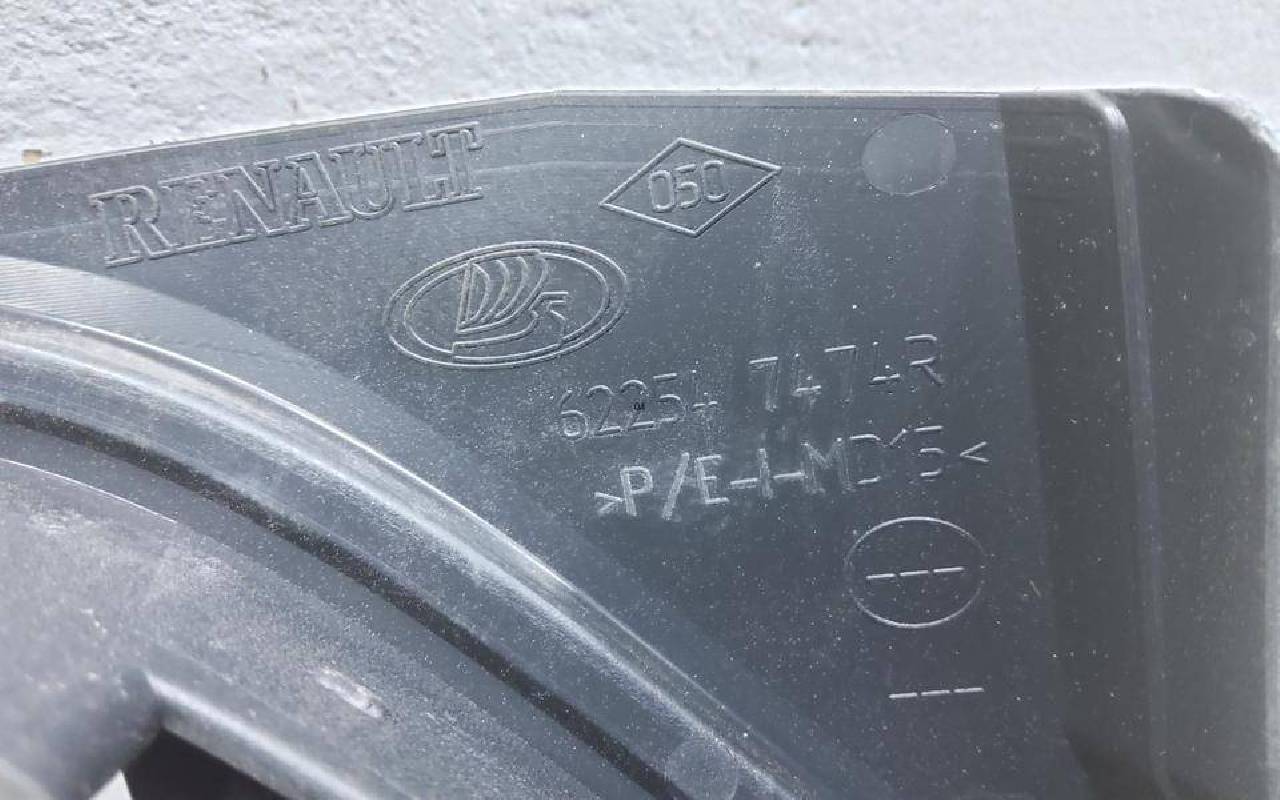 RENAULT
050
62254 7474R
>P/E-I-MD15<